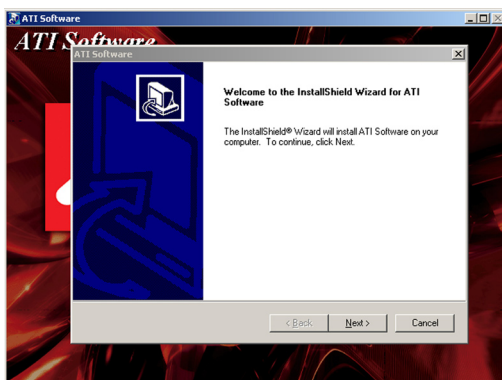 ATI Software
ATI Software
ATI Software
Welcome to the InstallShield Wizard for ATI
Software
The InstallShield® Wizard will install ATI Software on your
computer. To continue, click Next.
< Back
Next >
Cancel